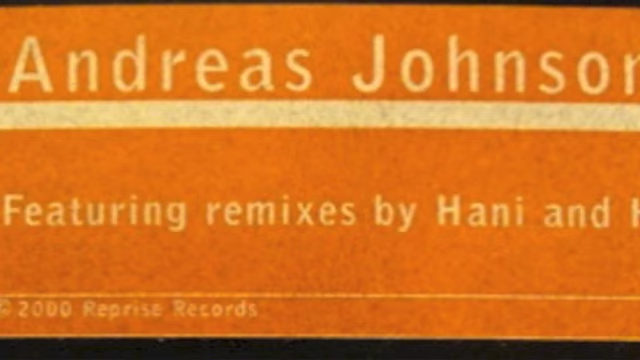 Andreas Johnson
Featuring remixes by Hani and
© 2000 Reprise Records